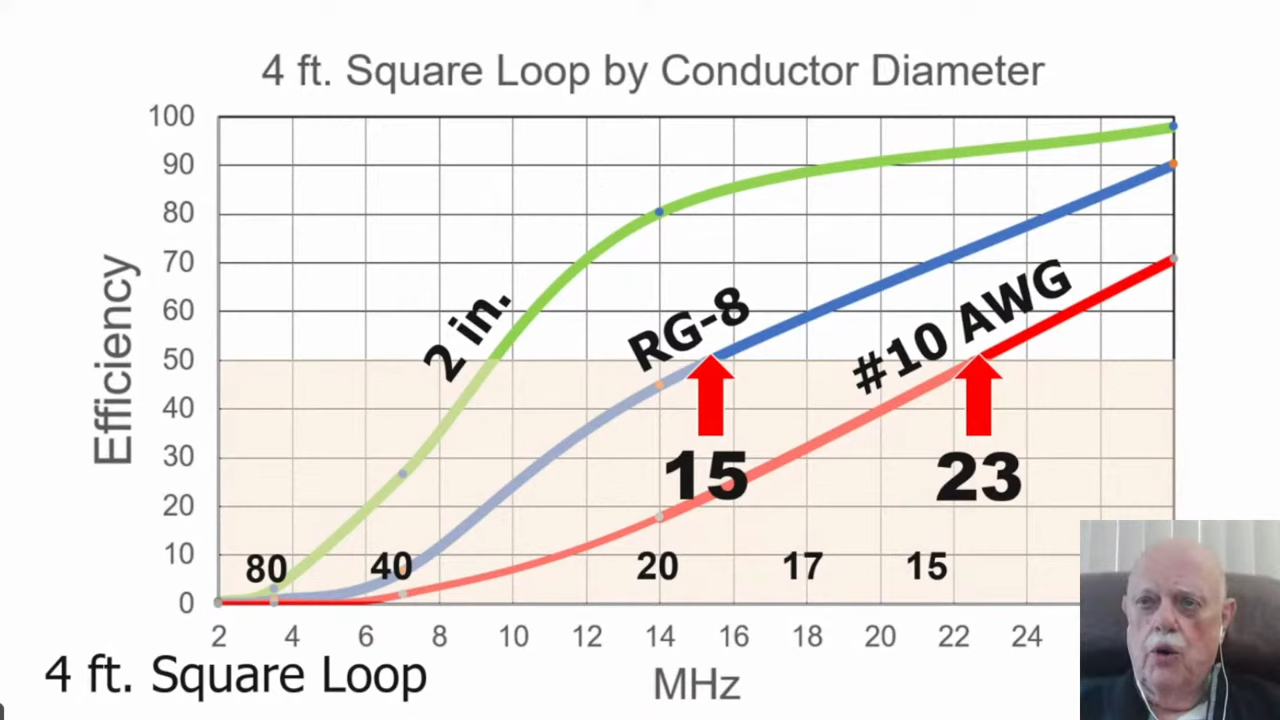 4 ft. Square Loop by Conductor Diameter
100
90
80
70
60
50
40
30
20
10
0
Efficiency
2 in.
RG-8
#10 AWG
15
23
80
40
20
17
15
2 4 6 8 10 12 14 16 18 20 22 24
MHz
4 ft. Square Loop